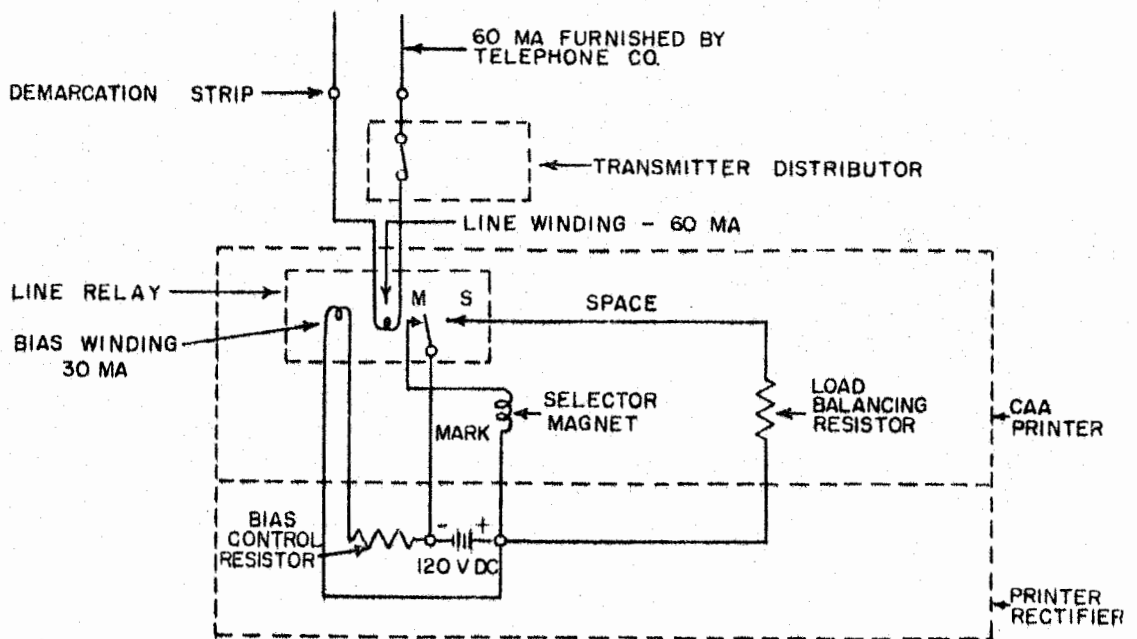 60 MA FURNISHED BY
TELEPHONE CO.
DEMARCATION STRIP
TRANSMITTER DISTRIBUTOR
LINE WINDING - 60 MA
LINE RELAY
M S
SPACE
BIAS WINDING
30 MA
SELECTOR
MAGNET
LOAD
BALANCING
RESISTOR
CAA
PRINTER
MARK
BIAS
CONTROL
RESISTOR
- +
120 V DC
PRINTER
RECTIFIER